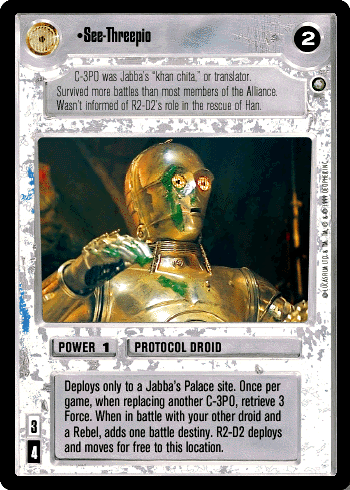 •See-Threepio
2
C-3PO was Jabba's "khan chita," or translator.
Survived more battles than most members of the Alliance.
Wasn't informed of R2-D2's role in the rescue of Han.
POWER 1
PROTOCOL DROID
Deploys only to a Jabba's Palace site. Once per
game, when replacing another C-3PO, retrieve 3
Force. When in battle with your other droid and
a Rebel, adds one battle destiny. R2-D2 deploys
and moves for free to this location.
3
4